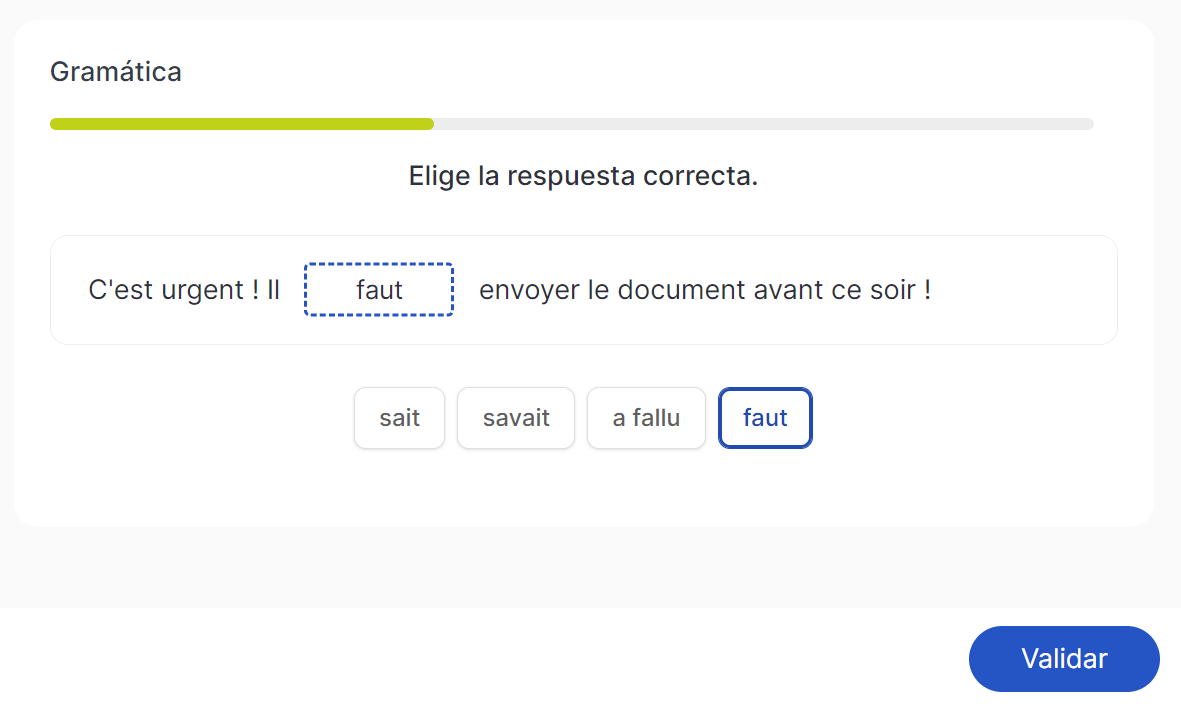 Gramática
Elige la respuesta correcta.
C'est urgent ! Il faut envoyer le document avant ce soir !
sait savait a fallu faut
Validar